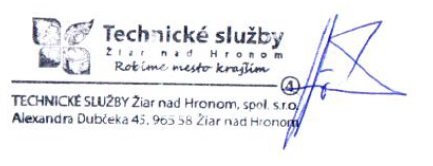 Technické služby
Žiar nad Hronom
Robíme mesto krajším
④
TECHNICKÉ SLUŽBY Žiar nad Hronom, spol. s.r.o.
Alexandra Dubčeka 45, 965 58 Žiar nad Hronom